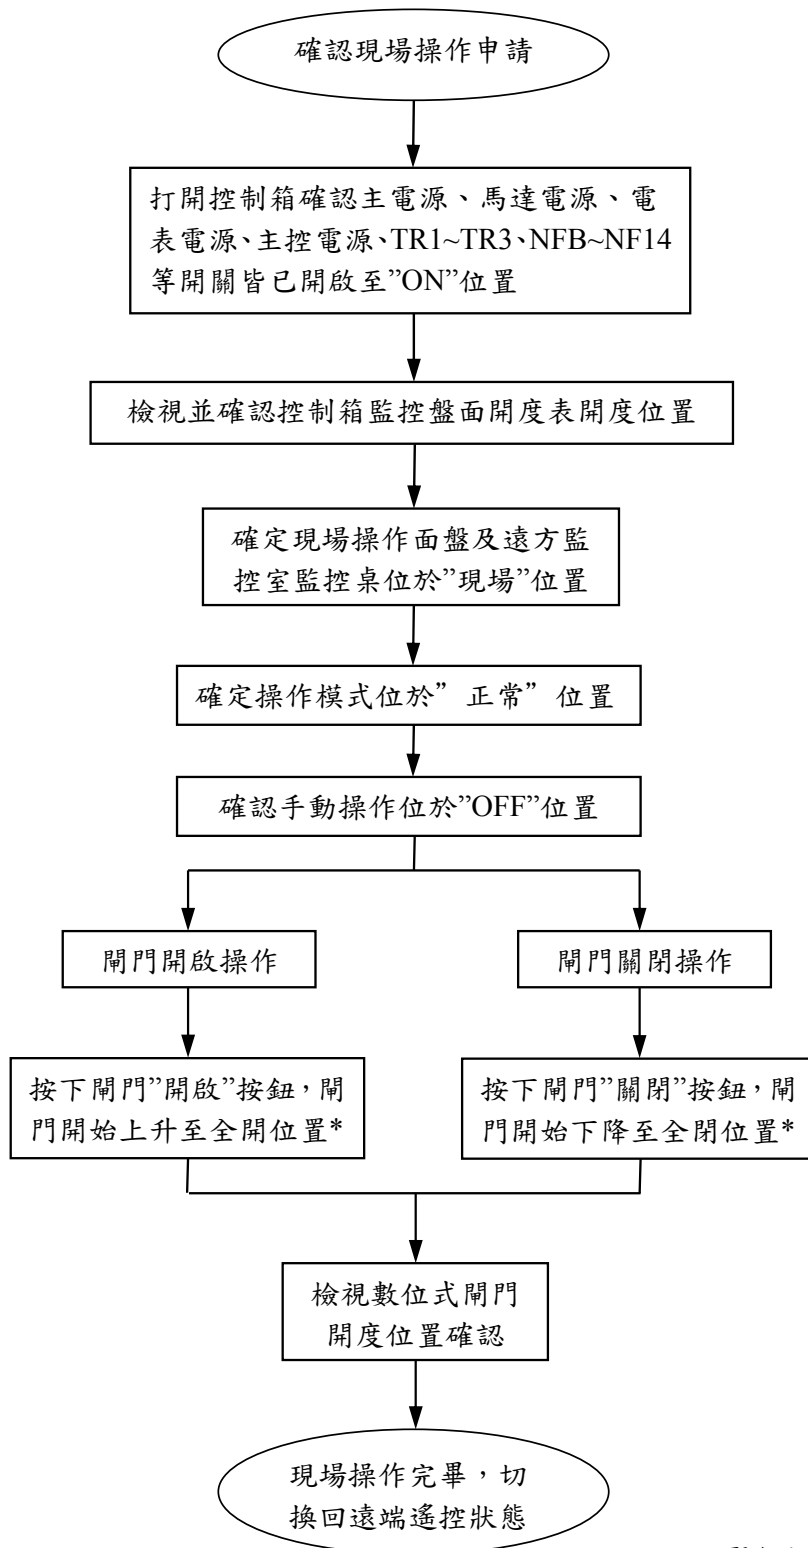 確認現場操作申請
打開控制箱確認主電源、馬達電源、電
表電源、主控電源、TR1~TR3、NFB~NF14
等開關皆已開啟至”ON”位置
檢視並確認控制箱監控盤面開度表開度位置
確定現場操作面盤及遠方監
控室監控桌位於”現場”位置
確定操作模式位於”正常”位置
確認手動操作位於”OFF”位置
閘門開啟操作
閘門關閉操作
按下閘門”開啟”按鈕，閘
門開始上升至全開位置*
按下閘門”關閉”按鈕，閘
門開始下降至全閉位置*
檢視數位式閘門
開度位置確認
現場操作完畢，切
換回遠端遙控狀態